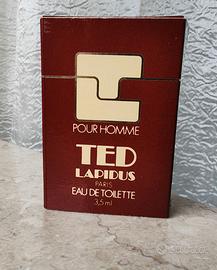 POUR HOMME
TED
LAPIDUS
PARIS
EAU DE TOILETTE
3,5 ml